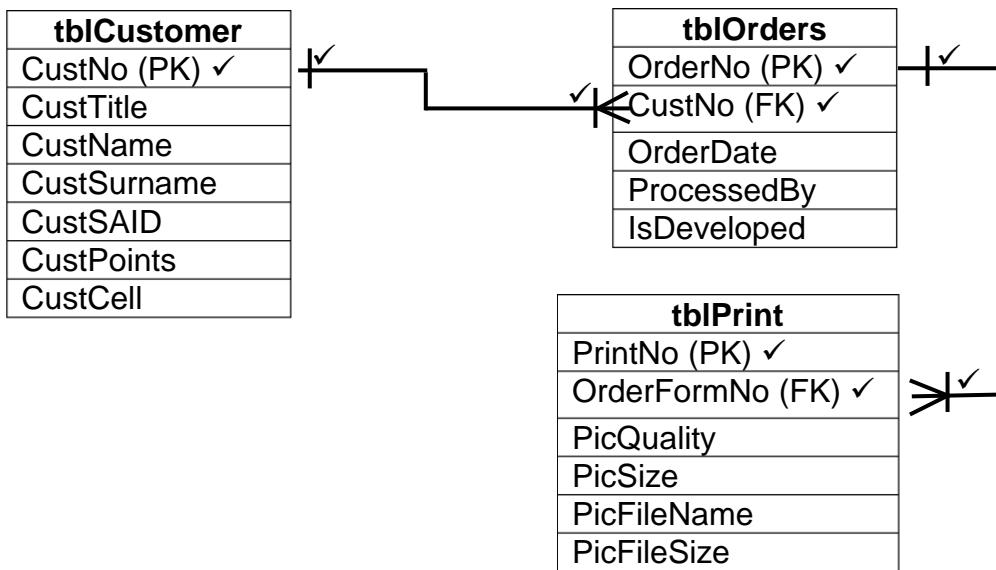 tblCustomer
CustNo (PK) ✓
CustTitle
CustName
CustSurname
CustSAID
CustPoints
CustCell
✓
✓
tblOrders
OrderNo (PK) ✓
CustNo (FK) ✓
OrderDate
ProcessedBy
IsDeveloped
✓
tblPrint
PrintNo (PK) ✓
OrderFormNo (FK) ✓
PicQuality
PicSize
PicFileName
PicFileSize
✓